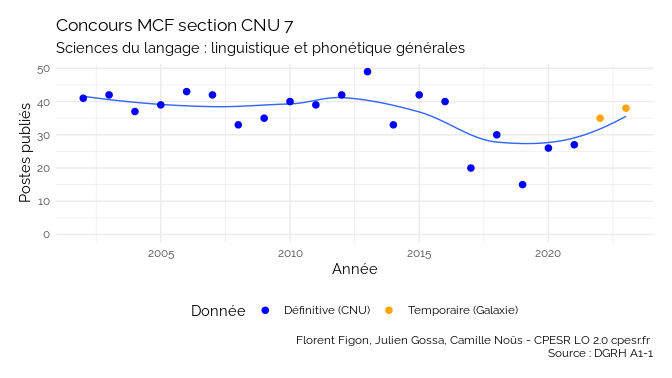 Concours MCF section CNU 7
Sciences du langage : linguistique et phonétique générales
Postes publiés
50
40
30
20
10
0
2005
2010
2015
2020
Année
Donnée
Définitive (CNU)
Temporaire (Galaxie)
Florent Figon, Julien Gossa, Camille Noûs - CPESR LO 2.0 cpesr.fr
Source : DGRH A1-1